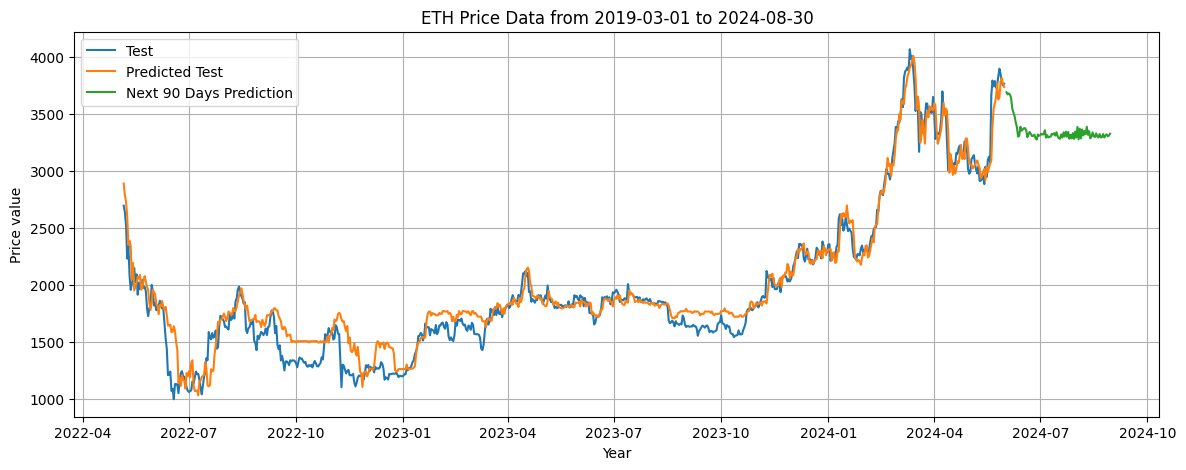 ETH Price Data from 2019-03-01 to 2024-08-30
Test
Predicted Test
Next 90 Days Prediction
Price value
4000
3500
3000
2500
2000
1500
1000
2022-04 2022-07 2022-10 2023-01 2023-04 2023-07 2023-10 2024-01 2024-04 2024-07 2024-10
Year